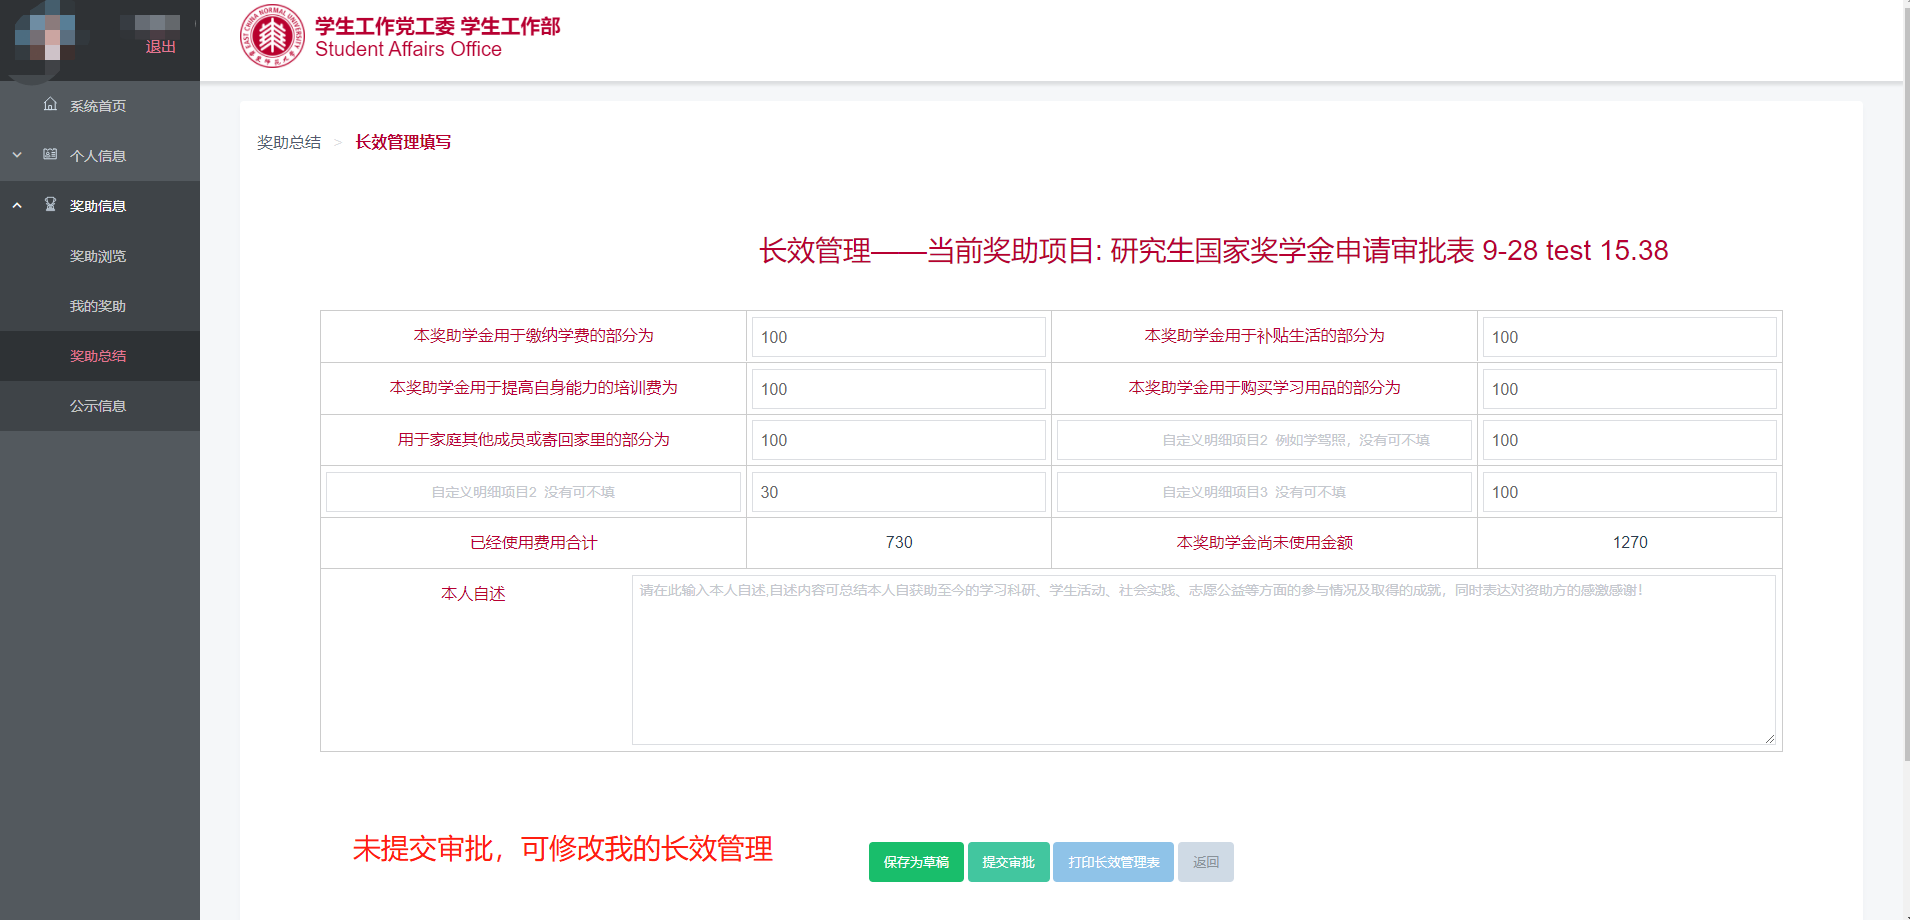 退出
学生工作党工委 学生工作部
Student Affairs Office
EAST CHINA NORMAL UNIVERSITY
系统首页
个人信息
奖助信息
奖助浏览
我的奖助
奖助总结
公示信息
奖助总结 > 长效管理填写
长效管理——当前奖助项目: 研究生国家奖学金申请审批表 9-28 test 15.38
本奖助学金用于缴纳学费的部分为 100 本奖助学金用于补贴生活的部分为 100
本奖助学金用于提高自身能力的培训费为 100 本奖助学金用于购买学习用品的部分为 100
用于家庭其他成员或寄回家里的部分为 100 自定义明细项目2 例如学驾照，没有可不填 100
自定义明细项目2 没有可不填 30 自定义明细项目3 没有可不填 100
已经使用费用合计 730 本奖助学金尚未使用金额 1270
本人自述 请在此输入本人自述,自述内容可总结本人自获助至今的学习科研、学生活动、社会实践、志愿公益等方面的参与情况及取得的成就，同时表达对资助方的感激感谢！
未提交审批，可修改我的长效管理
保存为草稿 提交审批 打印长效管理表 返回